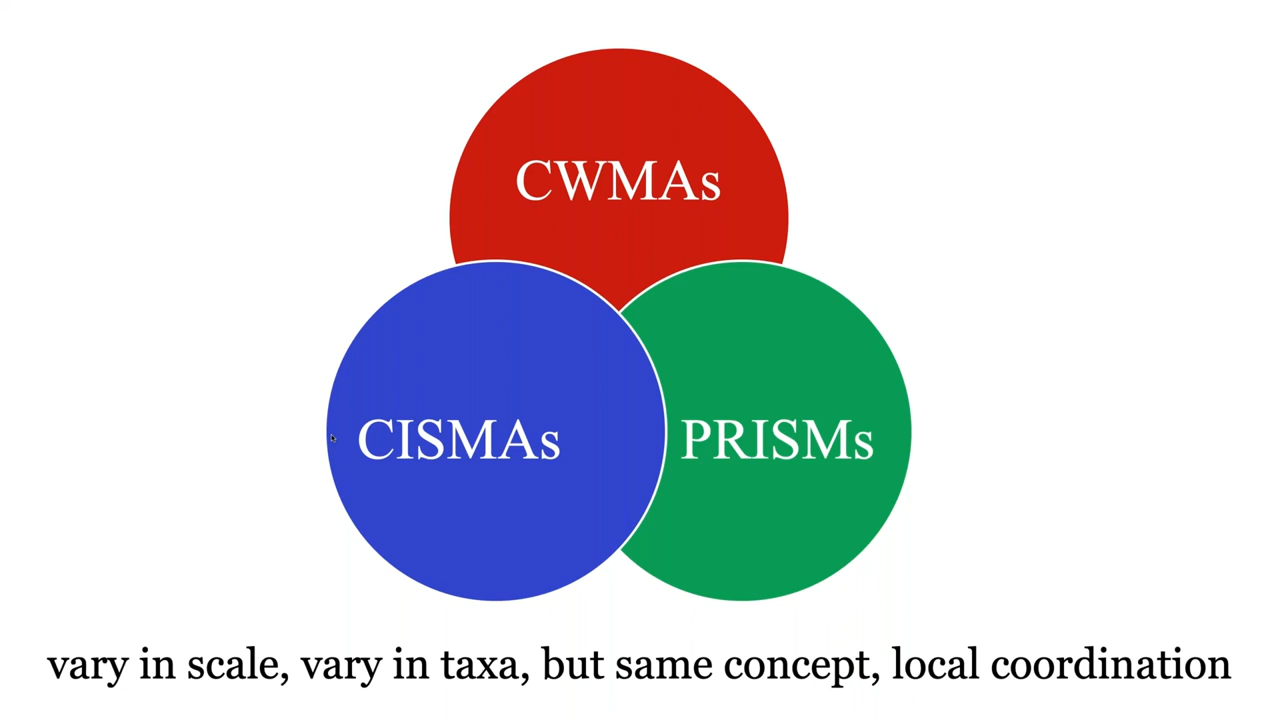 CWMAs
CISMAs
PRISMs
vary in scale, vary in taxa, but same concept, local coordination